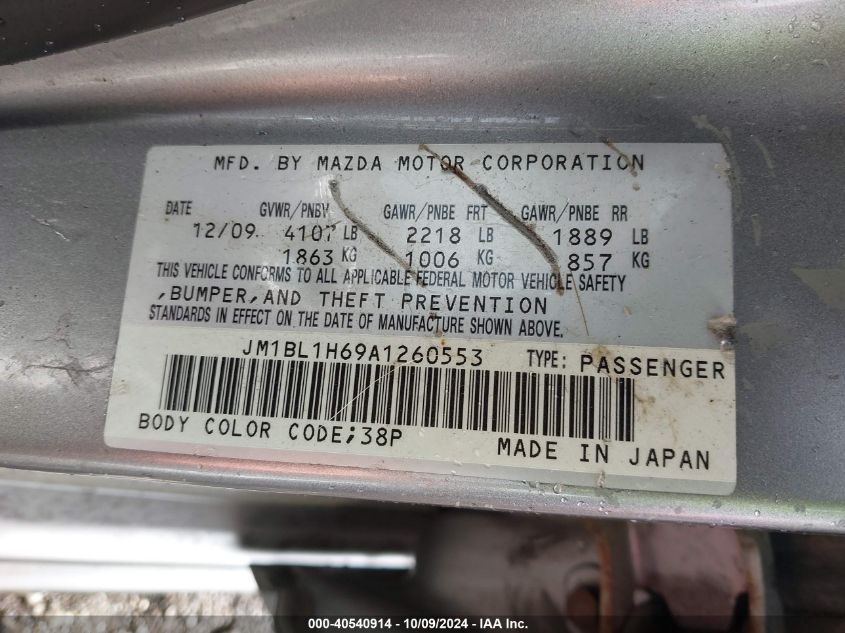 MFD. BY MAZDA MOTOR CORPORATION
DATE GVWR/PNBV GAWR/PNBE FRT GAWR/PNBE RR
12/09 4107 LB 2218 LB 1889 LB
1863 KG 1006 KG 857 KG
THIS VEHICLE CONFORMS TO ALL APPLICABLE FEDERAL MOTOR VEHICLE SAFETY
,BUMPER,AND THEFT PREVENTION
STANDARDS IN EFFECT ON THE DATE OF MANUFACTURE SHOWN ABOVE.
JM1BL1H69A1260553 TYPE: PASSENGER
BODY COLOR CODE;38P MADE IN JAPAN
000-40540914 - 10/09/2024 - IAA Inc.